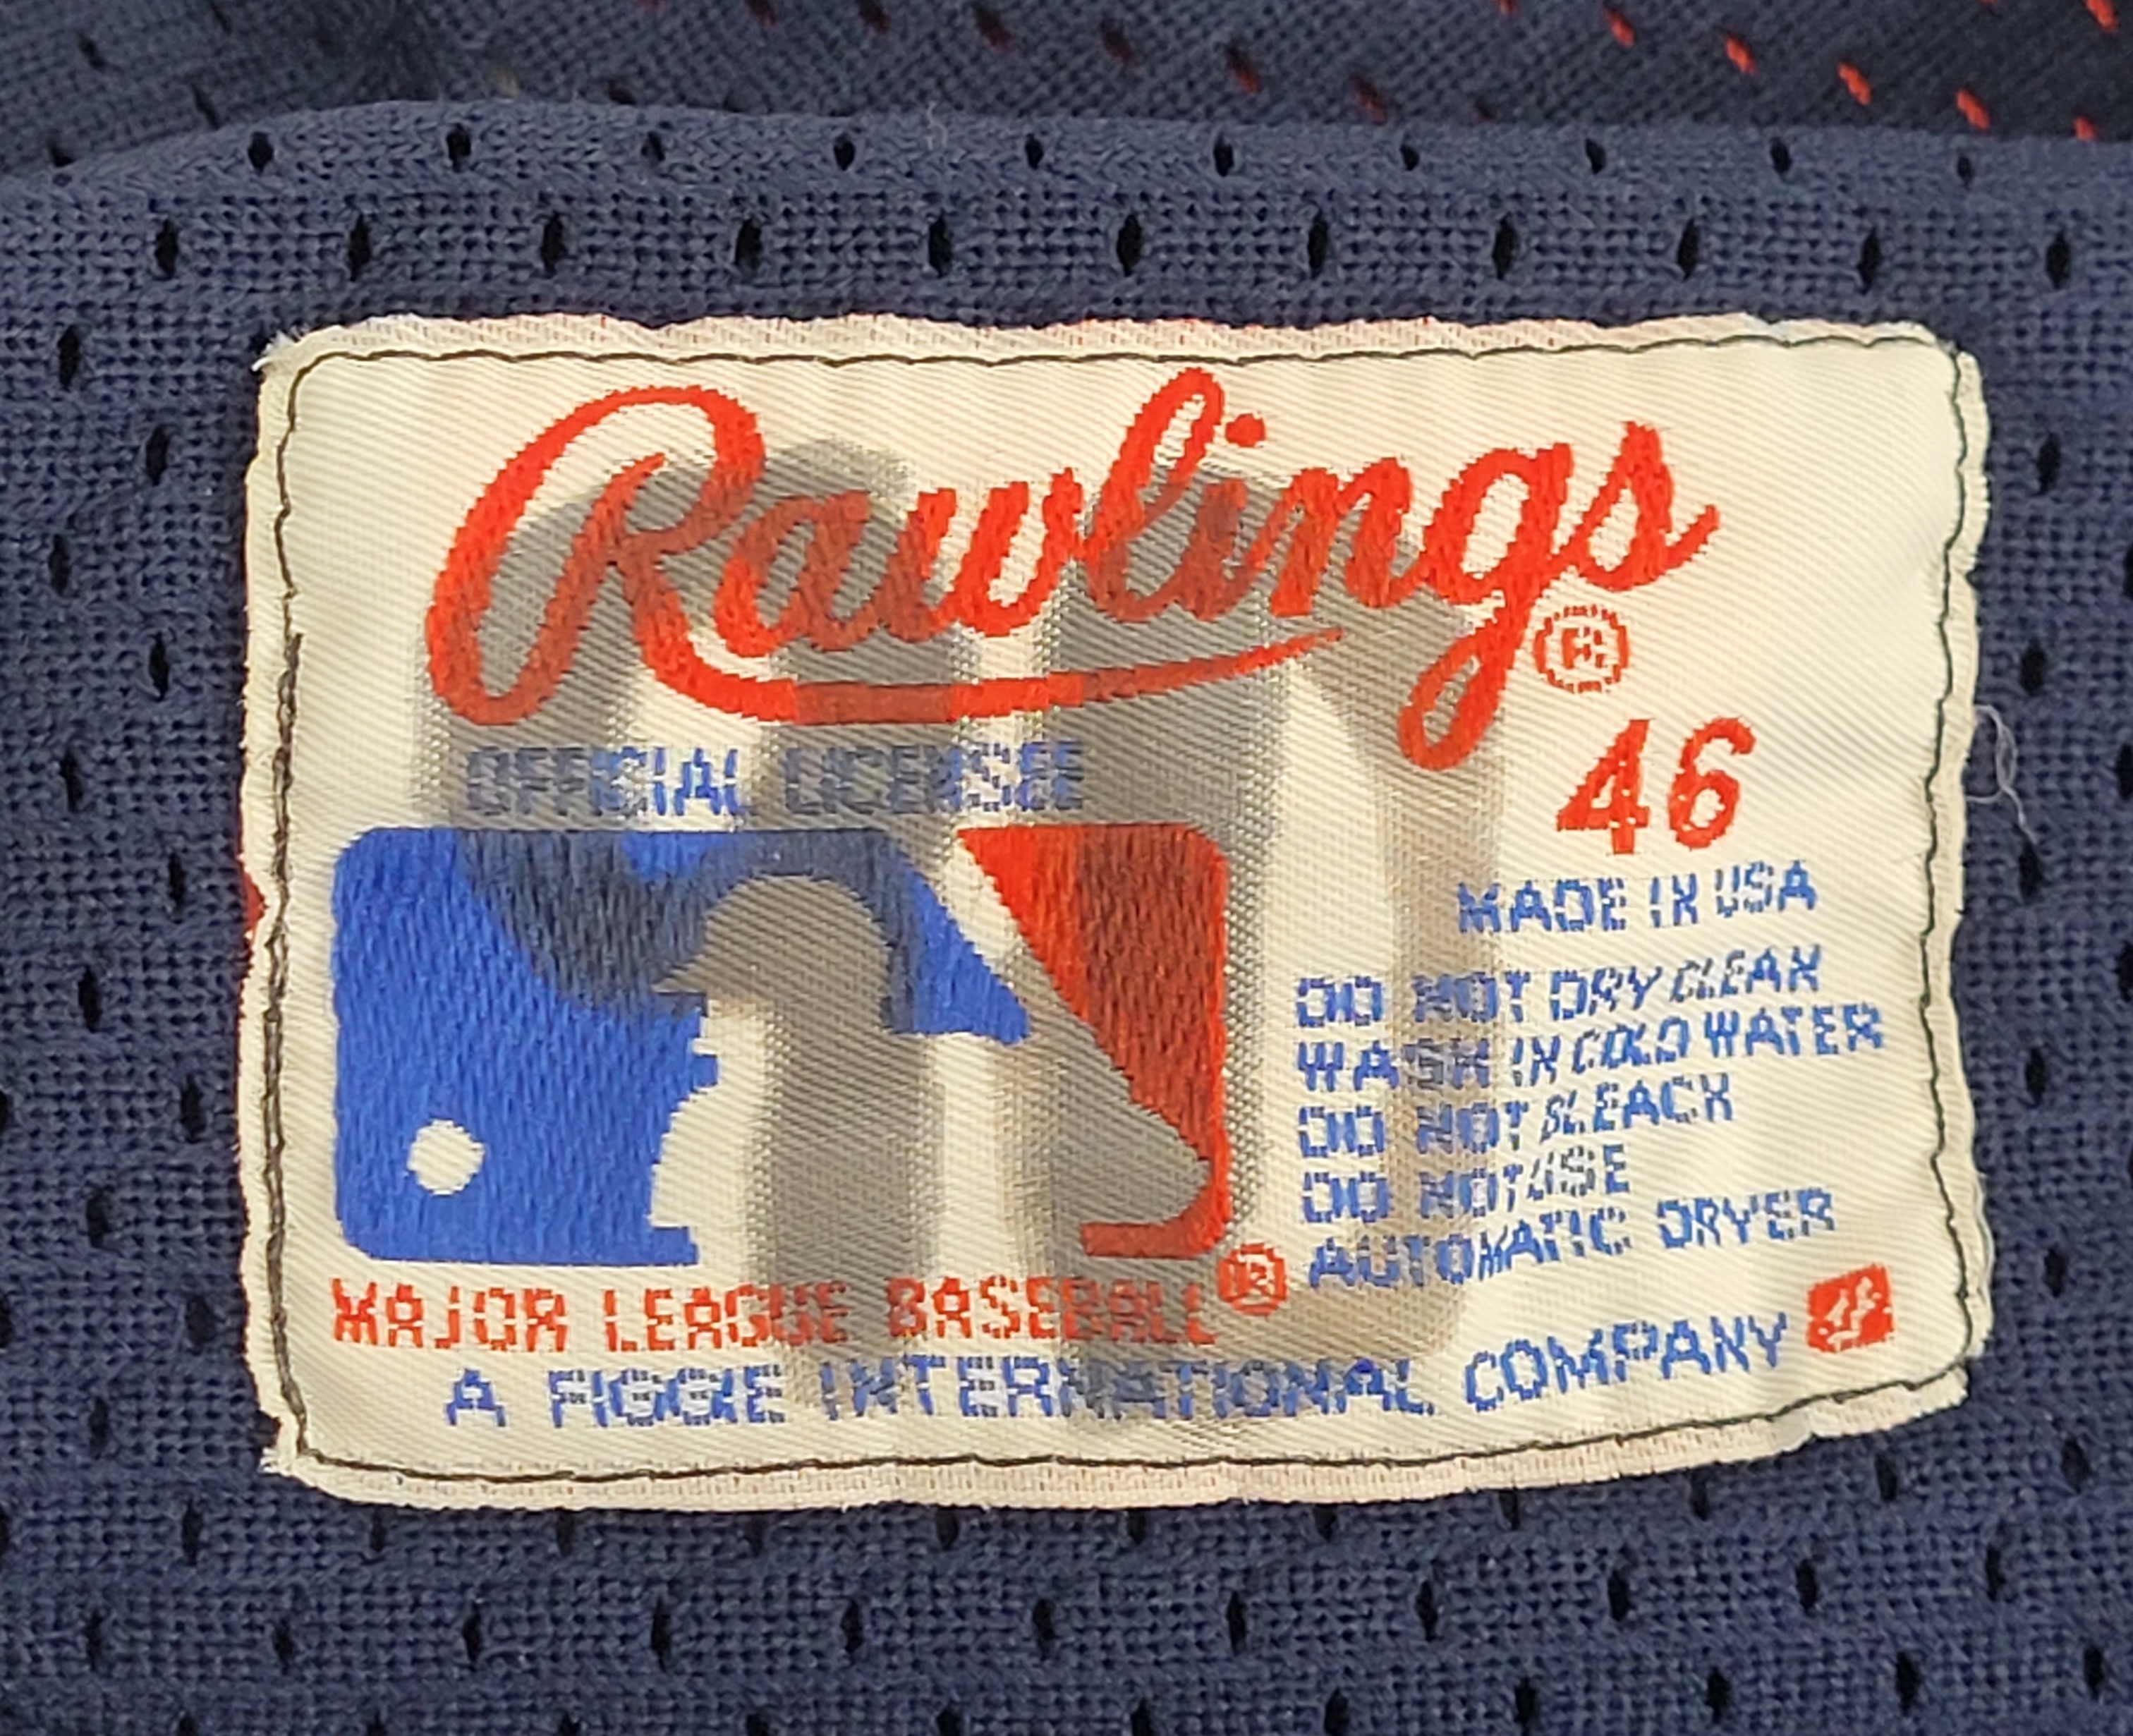 Rawlings®
46
OFFICIAL LICENSEE
MADE IN USA
DO NOT DRY CLEAN
WASH IN COLD WATER
DO NOT BLEACH
DO NOT USE
AUTOMATIC DRYER
MAJOR LEAGUE BASEBALL®
A FIGGIE INTERNATIONAL COMPANY